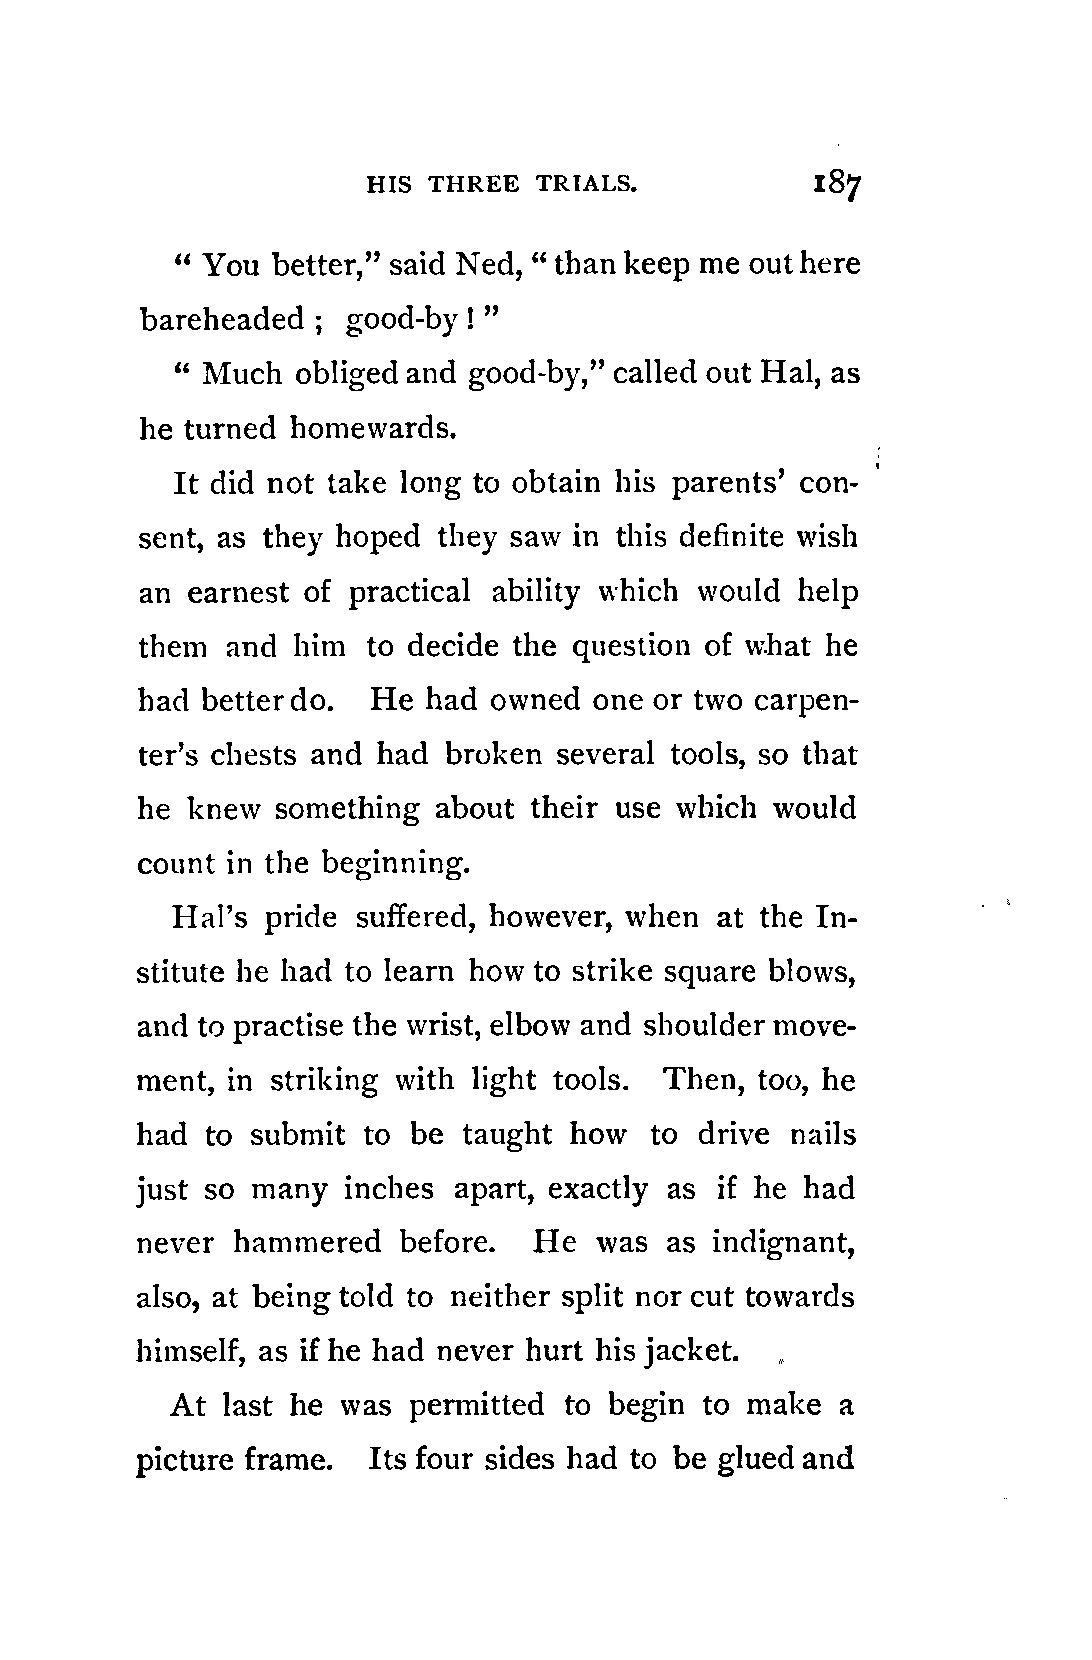 HIS THREE TRIALS. 187
“ You better,” said Ned, “ than keep me out here
bareheaded ; good-by ! ”
“ Much obliged and good-by,” called out Hal, as
he turned homewards.
It did not take long to obtain his parents’ con-
sent, as they hoped they saw in this definite wish
an earnest of practical ability which would help
them and him to decide the question of what he
had better do. He had owned one or two carpen-
ter’s chests and had broken several tools, so that
he knew something about their use which would
count in the beginning.
Hal’s pride suffered, however, when at the In-
stitute he had to learn how to strike square blows,
and to practise the wrist, elbow and shoulder move-
ment, in striking with light tools. Then, too, he
had to submit to be taught how to drive nails
just so many inches apart, exactly as if he had
never hammered before. He was as indignant,
also, at being told to neither split nor cut towards
himself, as if he had never hurt his jacket.
At last he was permitted to begin to make a
picture frame. Its four sides had to be glued and